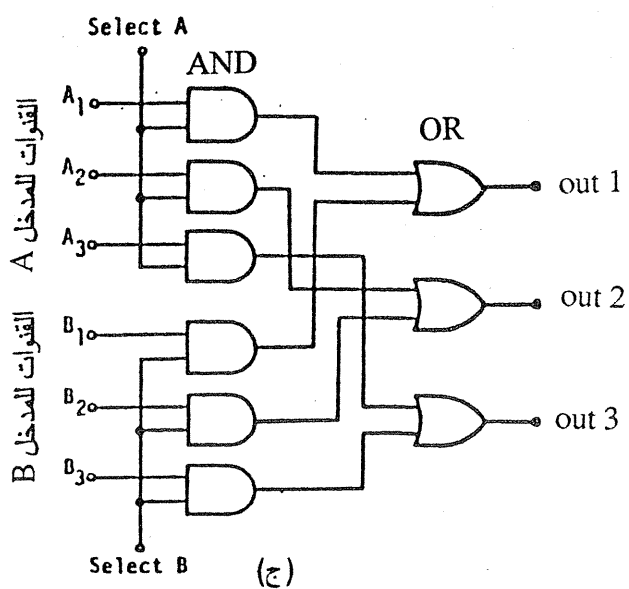 Select A
AND
A1
A2
A3
القنوات للمدخل A
OR
out 1
out 2
out 3
B1
B2
B3
القنوات للمدخل B
Select B
(ج)